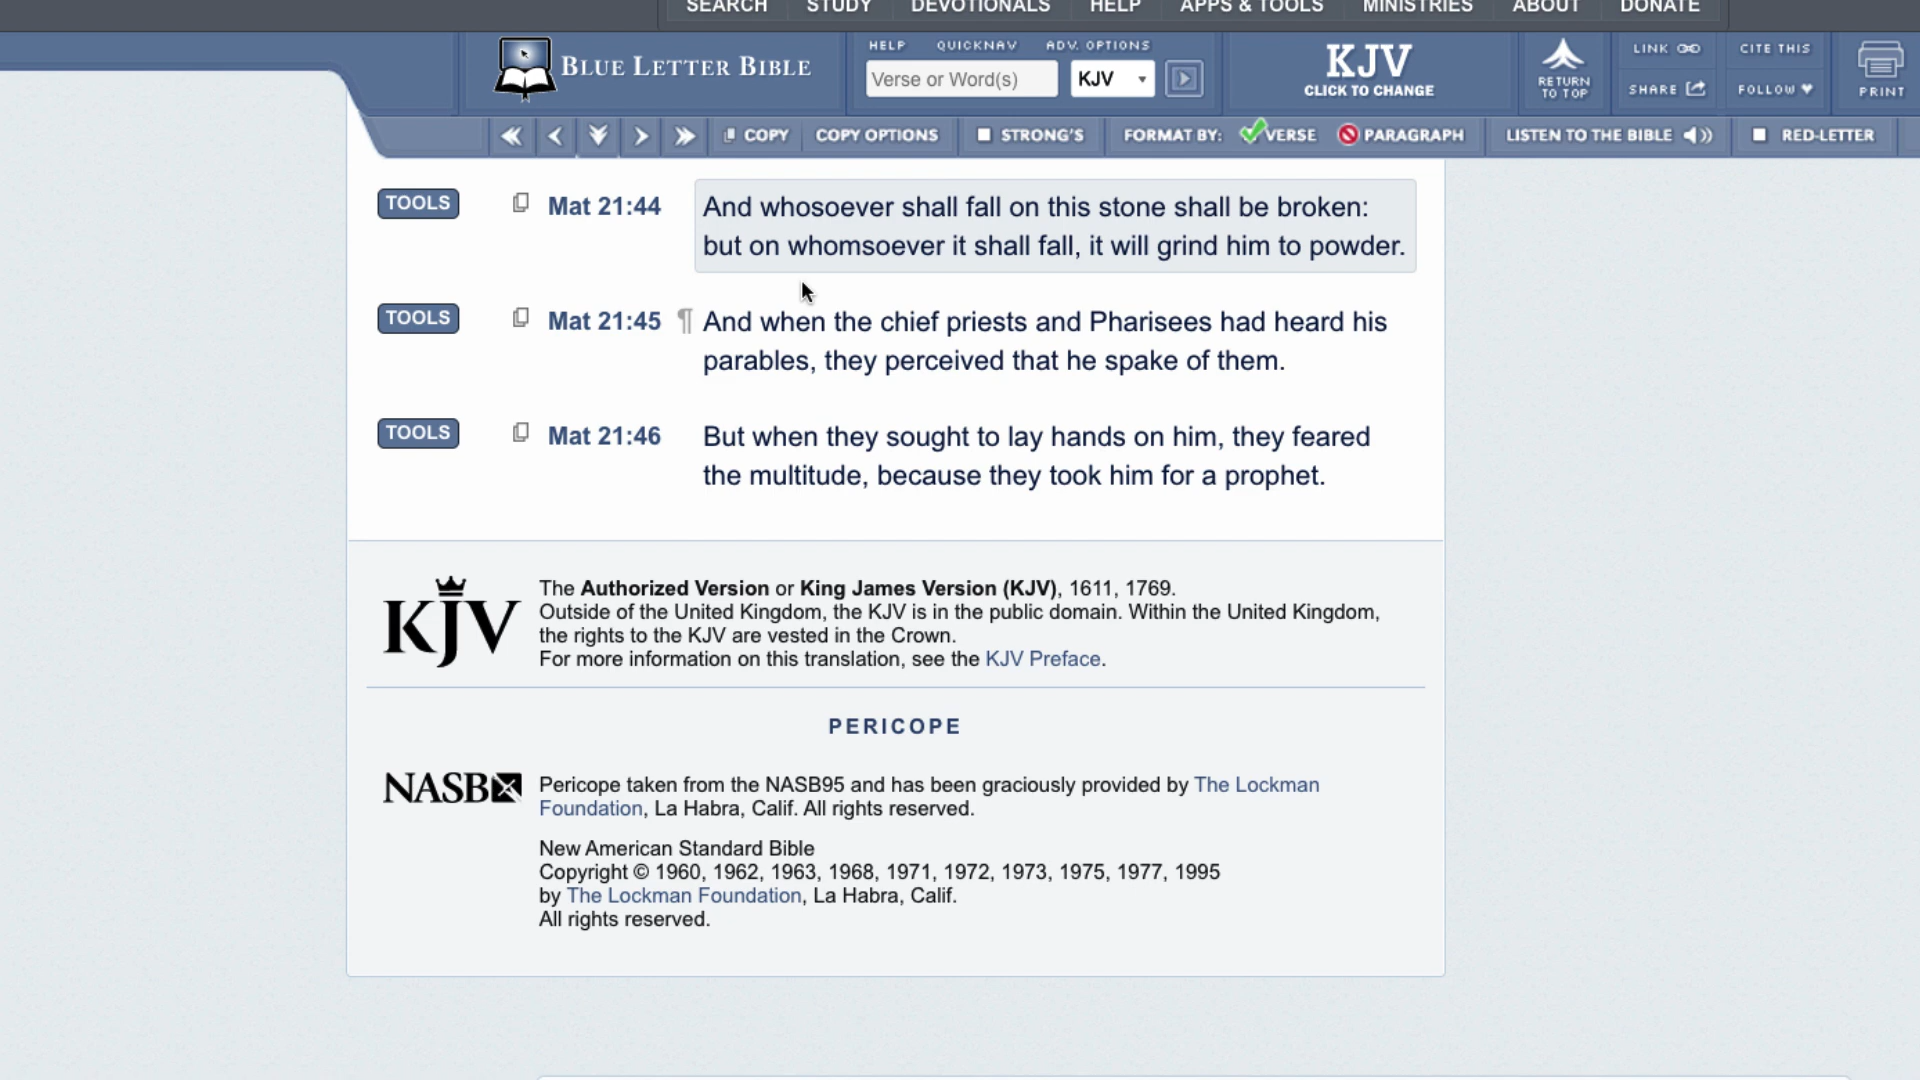 SEARCH STUDY DEVOTIONALS HELP APPS & TOOLS MINISTRIES ABOUT DONATE
BLUE LETTER BIBLE
HELP QUICKNAV ADV. OPTIONS
Verse or Word(s) KJV
KJV
CLICK TO CHANGE
RETURN
TO TOP
LINK
SHARE
CITE THIS
FOLLOW
PRINT
COPY COPY OPTIONS STRONG'S FORMAT BY: VERSE PARAGRAPH LISTEN TO THE BIBLE RED-LETTER
TOOLS Mat 21:44 And whosoever shall fall on this stone shall be broken:
but on whomsoever it shall fall, it will grind him to powder.
TOOLS Mat 21:45 ¶ And when the chief priests and Pharisees had heard his
parables, they perceived that he spake of them.
TOOLS Mat 21:46 But when they sought to lay hands on him, they feared
the multitude, because they took him for a prophet.
KJV
The Authorized Version or King James Version (KJV), 1611, 1769.
Outside of the United Kingdom, the KJV is in the public domain. Within the United Kingdom,
the rights to the KJV are vested in the Crown.
For more information on this translation, see the KJV Preface.
PERICOPE
NASB
Pericope taken from the NASB95 and has been graciously provided by The Lockman
Foundation, La Habra, Calif. All rights reserved.
New American Standard Bible
Copyright © 1960, 1962, 1963, 1968, 1971, 1972, 1973, 1975, 1977, 1995
by The Lockman Foundation, La Habra, Calif.
All rights reserved.